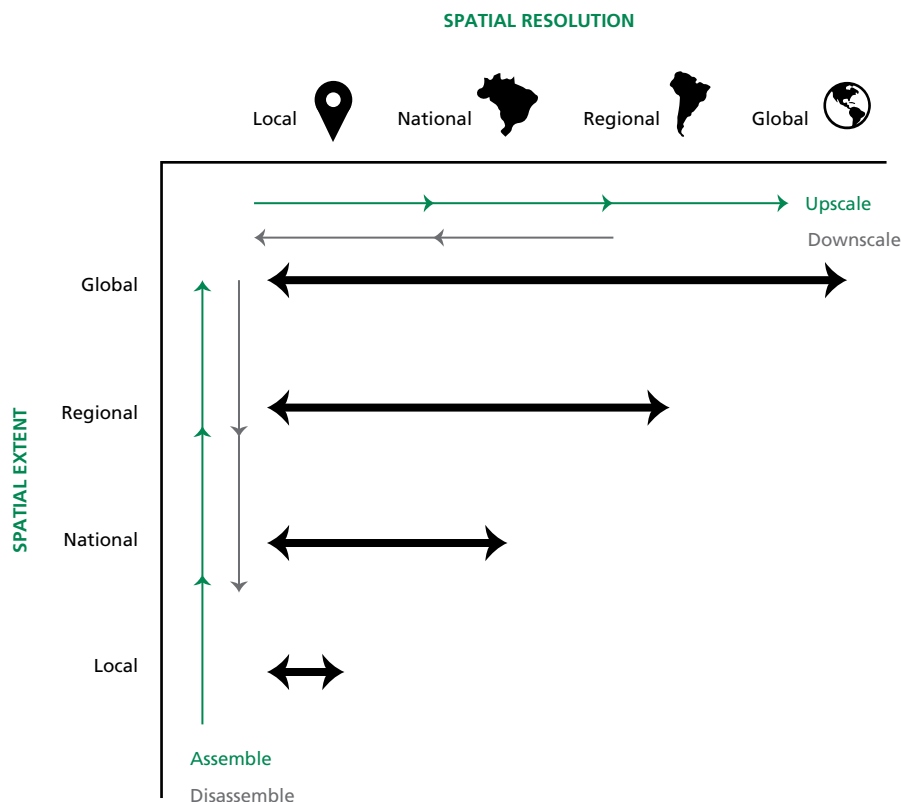 SPATIAL RESOLUTION
Local National Regional Global
Upscale
Downscale
SPATIAL EXTENT
Global
Regional
National
Local
Assemble
Disassemble